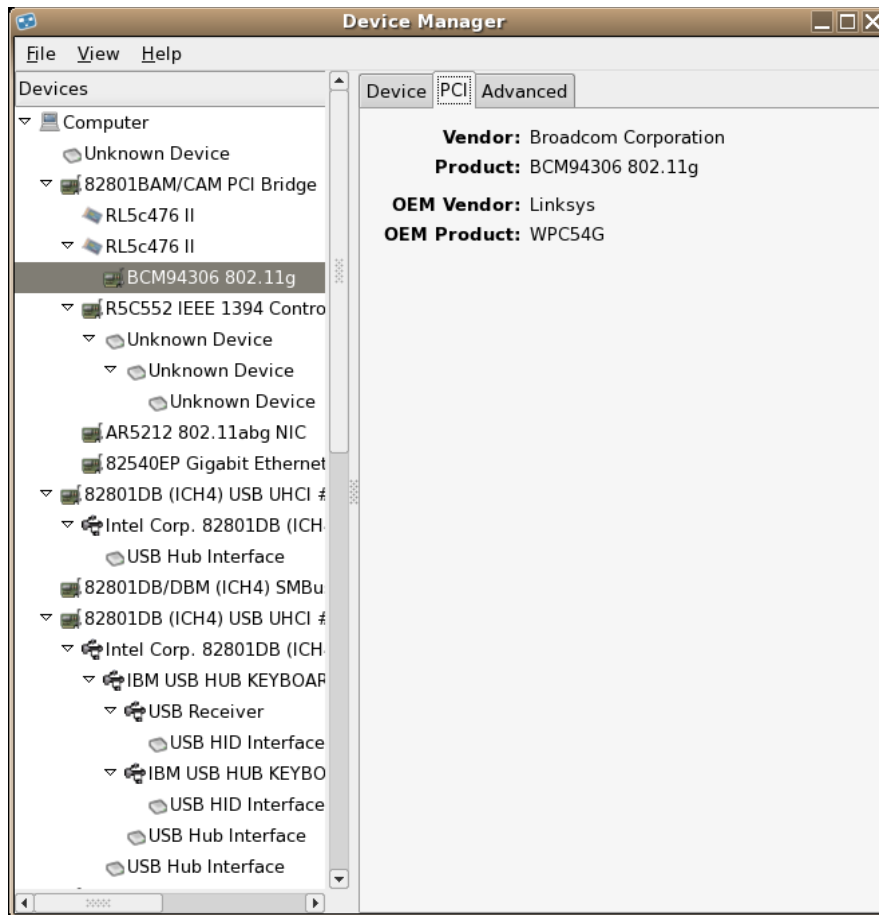 Device Manager
File View Help
Devices
Computer
Unknown Device
82801BAM/CAM PCI Bridge
RL5c476 II
RL5c476 II
BCM94306 802.11g
R5C552 IEEE 1394 Contro
Unknown Device
Unknown Device
Unknown Device
AR5212 802.11abg NIC
82540EP Gigabit Ethernet
82801DB (ICH4) USB UHCI #
Intel Corp. 82801DB (ICH
USB Hub Interface
82801DB/DBM (ICH4) SMBu
82801DB (ICH4) USB UHCI #
Intel Corp. 82801DB (ICH
IBM USB HUB KEYBOAR
USB Receiver
USB HID Interface
IBM USB HUB KEYBO
USB HID Interface
USB Hub Interface
USB Hub Interface
Device PCI Advanced
Vendor: Broadcom Corporation
Product: BCM94306 802.11g
OEM Vendor: Linksys
OEM Product: WPC54G